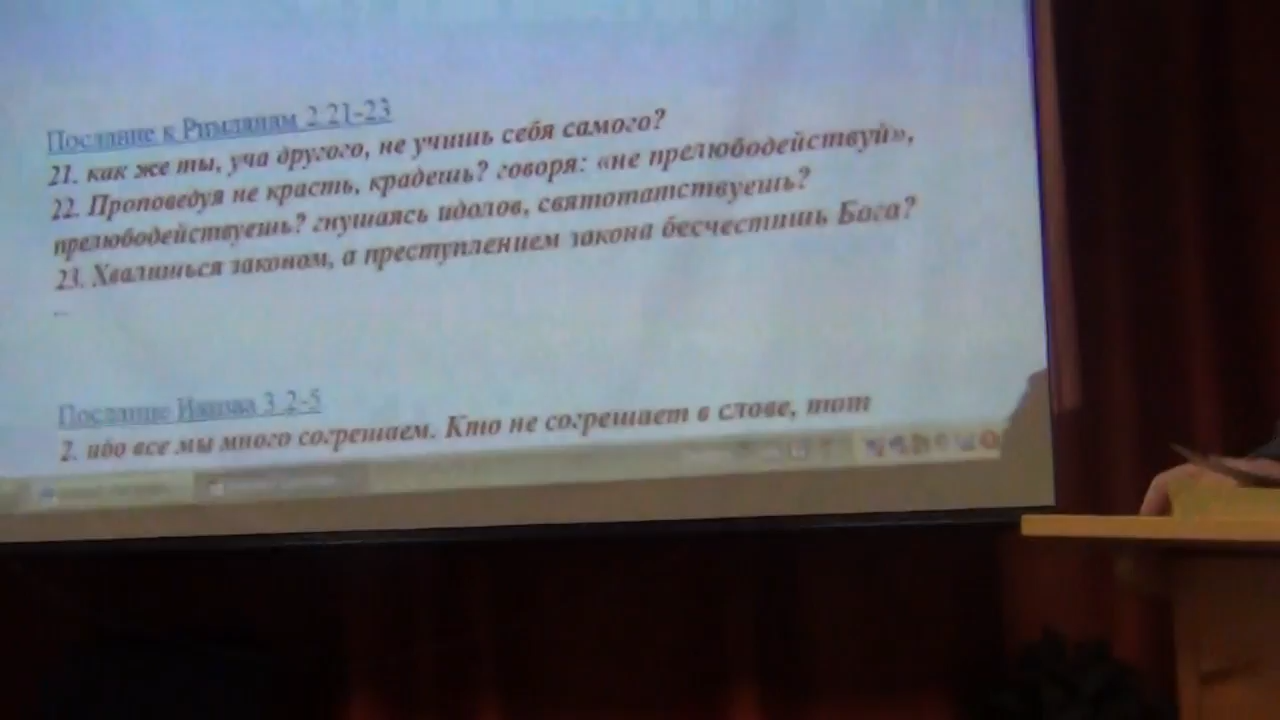 Послание к Римлянам 2:21-23
21. как же ты, уча другого, не учишь себя самого?
22. Проповедуя не красть, крадешь? говоря: «не прелюбодействуй»,
прелюбодействуешь? гнушаясь идолов, святотатствуешь?
23. Хвалишься законом, а преступлением закона бесчестишь Бога?
...
Послание Иакова 3:2-5
2. ибо все мы много согрешаем. Кто не согрешает в слове, тот